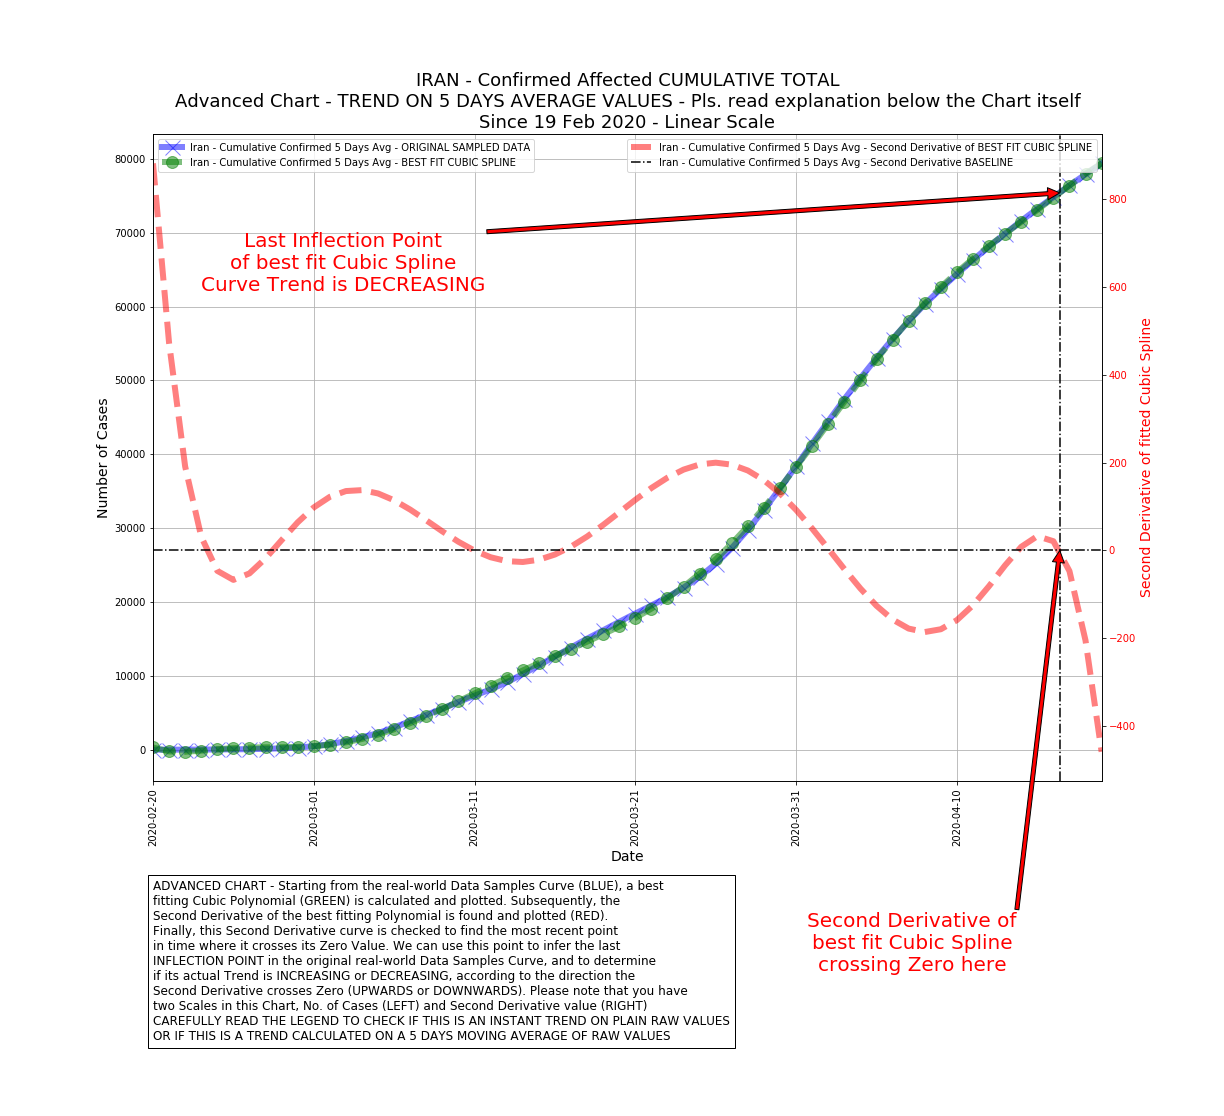 IRAN - Confirmed Affected CUMULATIVE TOTAL
Advanced Chart - TREND ON 5 DAYS AVERAGE VALUES - Pls. read explanation below the Chart itself
Since 19 Feb 2020 - Linear Scale
Iran - Cumulative Confirmed 5 Days Avg - ORIGINAL SAMPLED DATA
Iran - Cumulative Confirmed 5 Days Avg - BEST FIT CUBIC SPLINE
Iran - Cumulative Confirmed 5 Days Avg - Second Derivative of BEST FIT CUBIC SPLINE
Iran - Cumulative Confirmed 5 Days Avg - Second Derivative BASELINE
Last Inflection Point
of best fit Cubic Spline
Curve Trend is DECREASING
Number of Cases
80000
70000
60000
50000
40000
30000
20000
10000
0
800
600
400
200
0
−200
−400
Second Derivative of fitted Cubic Spline
2020-02-20
2020-03-01
2020-03-11
2020-03-21
2020-03-31
2020-04-10
Date
Second Derivative of
best fit Cubic Spline
crossing Zero here
ADVANCED CHART - Starting from the real-world Data Samples Curve (BLUE), a best
fitting Cubic Polynomial (GREEN) is calculated and plotted. Subsequently, the
Second Derivative of the best fitting Polynomial is found and plotted (RED).
Finally, this Second Derivative curve is checked to find the most recent point
in time where it crosses its Zero Value. We can use this point to infer the last
INFLECTION POINT in the original real-world Data Samples Curve, and to determine
if its actual Trend is INCREASING or DECREASING, according to the direction the
Second Derivative crosses Zero (UPWARDS or DOWNWARDS). Please note that you have
two Scales in this Chart, No. of Cases (LEFT) and Second Derivative value (RIGHT)
CAREFULLY READ THE LEGEND TO CHECK IF THIS IS AN INSTANT TREND ON PLAIN RAW VALUES
OR IF THIS IS A TREND CALCULATED ON A 5 DAYS MOVING AVERAGE OF RAW VALUES